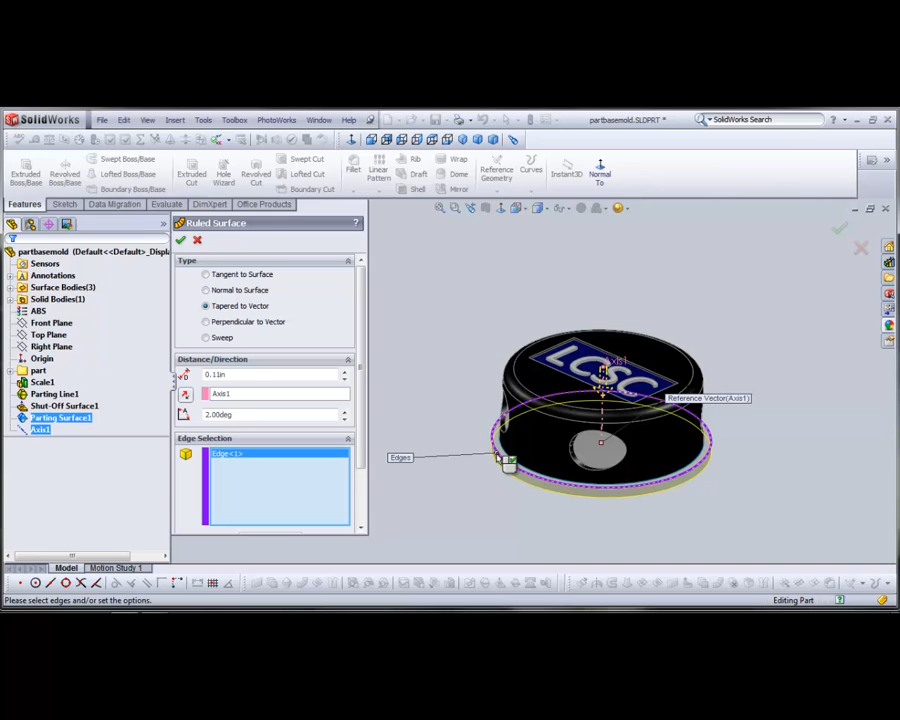 SolidWorks File Edit View Insert Tools Toolbox PhotoWorks Window Help partbasemold.SLDPRT * SolidWorks Search
Extruded Boss/Base Revolved Boss/Base Swept Boss/Base Lofted Boss/Base Boundary Boss/Base Extruded Cut Hole Wizard Revolved Cut Swept Cut Lofted Cut Boundary Cut Fillet Linear Pattern Rib Draft Shell Wrap Dome Mirror Reference Geometry Curves Instant3D Normal To
Features Sketch Data Migration Evaluate DimXpert Office Products
partbasemold (Default<<Default>_Displa
Sensors
Annotations
Surface Bodies(3)
Solid Bodies(1)
ABS
Front Plane
Top Plane
Right Plane
Origin
part
Scale1
Parting Line1
Shut-Off Surface1
Parting Surface1
Axis1
Ruled Surface ?
Type
Tangent to Surface
Normal to Surface
Tapered to Vector
Perpendicular to Vector
Sweep
Distance/Direction
0.11in
Axis1
2.00deg
Edge Selection
Edge<1>
Axis1
LCSC
Reference Vector(Axis1)
Edges
Model Motion Study 1
Please select edges and/or set the options. Editing Part